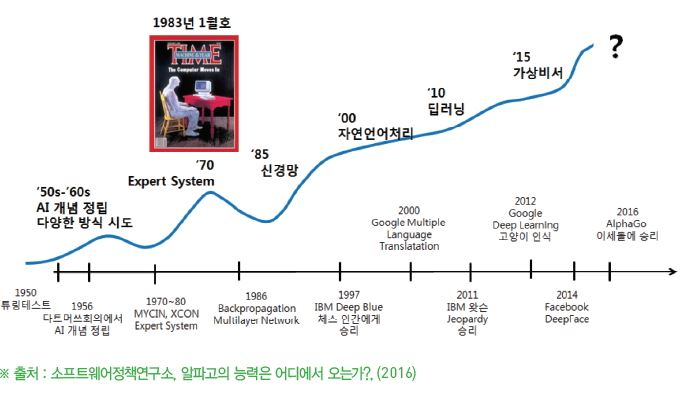 1983년 1월호
TIME
MACHINE OF THE YEAR
The Computer Moves In
'50s-'60s
AI 개념 정립
다양한 방식 시도
'70
Expert System
'85
신경망
'00
자연언어처리
'10
딥러닝
'15
가상비서
?
1950
튜링테스트
1956
다트머쓰회의에서
AI 개념 정립
1970~80
MYCIN, XCON
Expert System
1986
Backpropagation
Multilayer Network
1997
IBM Deep Blue
체스 인간에게
승리
2000
Google Multiple
Language
Translatation
2011
IBM 왓슨
Jeopardy
승리
2012
Google
Deep Learning
고양이 인식
2014
Facebook
DeepFace
2016
AlphaGo
이세돌에 승리
※ 출처 : 소프트웨어정책연구소, 알파고의 능력은 어디에서 오는가?, (2016)